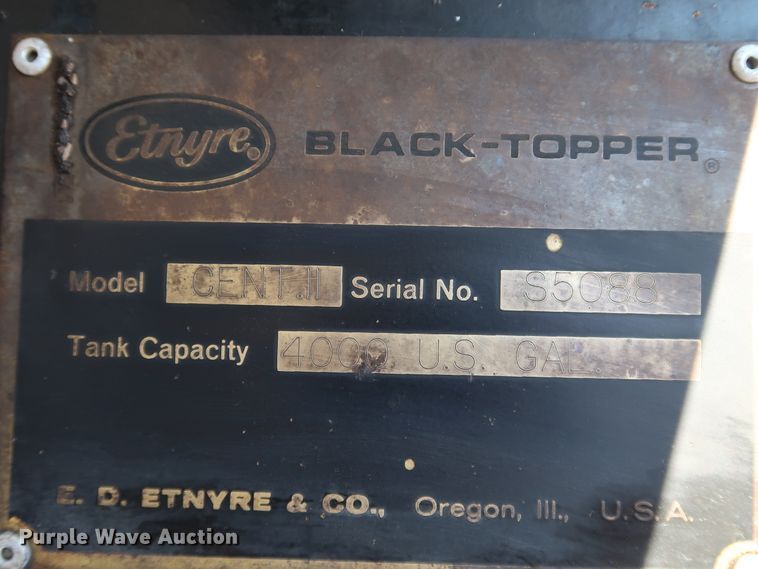 Etnyre® BLACK-TOPPER®
Model CENT.II Serial No. S5088
Tank Capacity 4000 U.S. GAL.
E. D. ETNYRE & CO., Oregon, Ill., U.S.A.
Purple Wave Auction